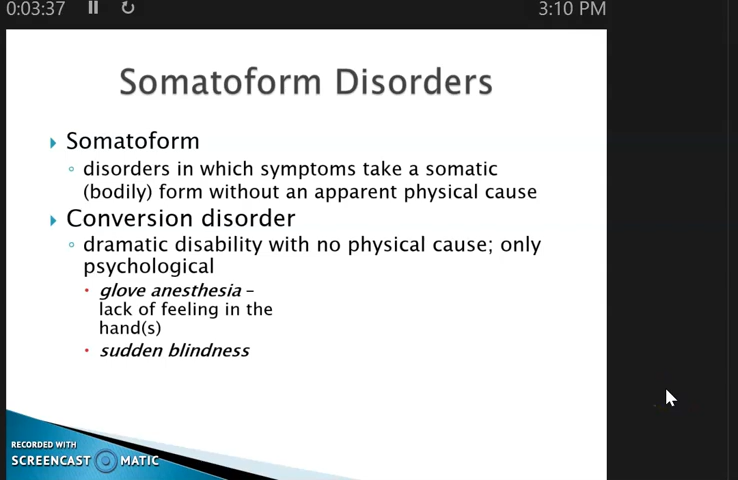 0:03:37
3:10 PM
Somatoform Disorders
Somatoform
disorders in which symptoms take a somatic
(bodily) form without an apparent physical cause
Conversion disorder
dramatic disability with no physical cause; only
psychological
glove anesthesia –
lack of feeling in the
hand(s)
sudden blindness
RECORDED WITH
SCREENCAST MATIC